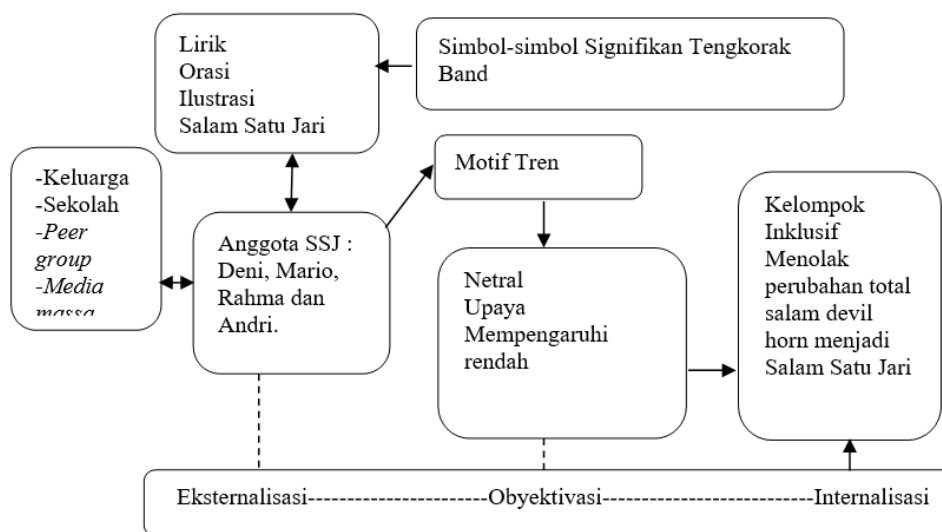 Lirik
Orasi
Ilustrasi
Salam Satu Jari
Simbol-simbol Signifikan Tengkorak
Band
-Keluarga
-Sekolah
-Peer
group
-Media
massa
Anggota SSJ :
Deni, Mario,
Rahma dan
Andri.
Motif Tren
Netral
Upaya
Mempengaruhi
rendah
Kelompok
Inklusif
Menolak
perubahan total
salam devil
horn menjadi
Salam Satu Jari
Eksternalisasi--------------------Obyektivasi-----------------------Internalisasi